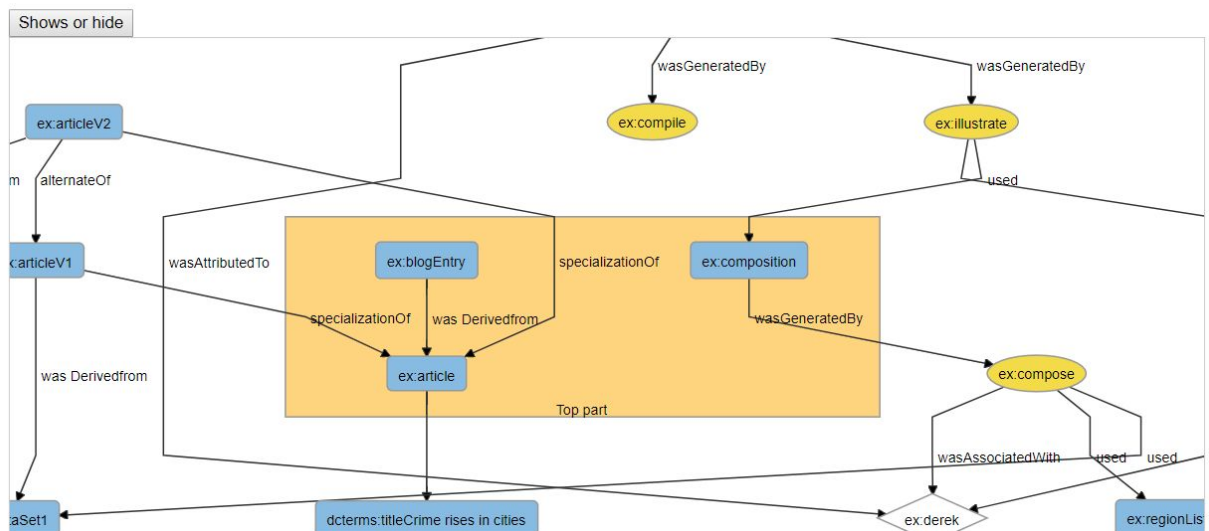 Shows or hide
wasGeneratedBy
wasGeneratedBy
ex:articleV2
ex:compile
ex:illustrate
m
alternateOf
used
x:articleV1
wasAttributedTo
ex:blogEntry
specializationOf
ex:composition
specializationOf
was Derivedfrom
wasGeneratedBy
was Derivedfrom
ex:article
ex:compose
Top part
wasAssociatedWith
used
used
aSet1
dcterms:titleCrime rises in cities
ex:derek
ex:regionLis